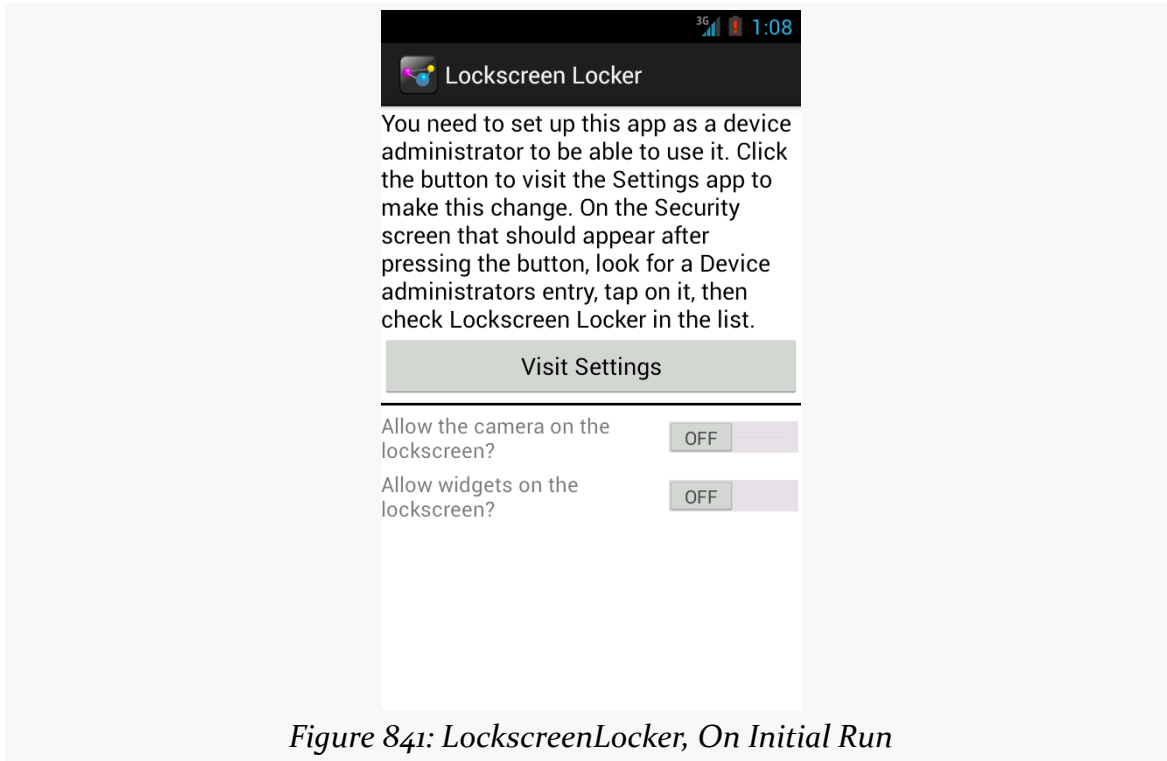 3G 1:08
Lockscreen Locker
You need to set up this app as a device
administrator to be able to use it. Click
the button to visit the Settings app to
make this change. On the Security
screen that should appear after
pressing the button, look for a Device
administrators entry, tap on it, then
check Lockscreen Locker in the list.
Visit Settings
Allow the camera on the
lockscreen?
OFF
Allow widgets on the
lockscreen?
OFF
Figure 841: LockscreenLocker, On Initial Run